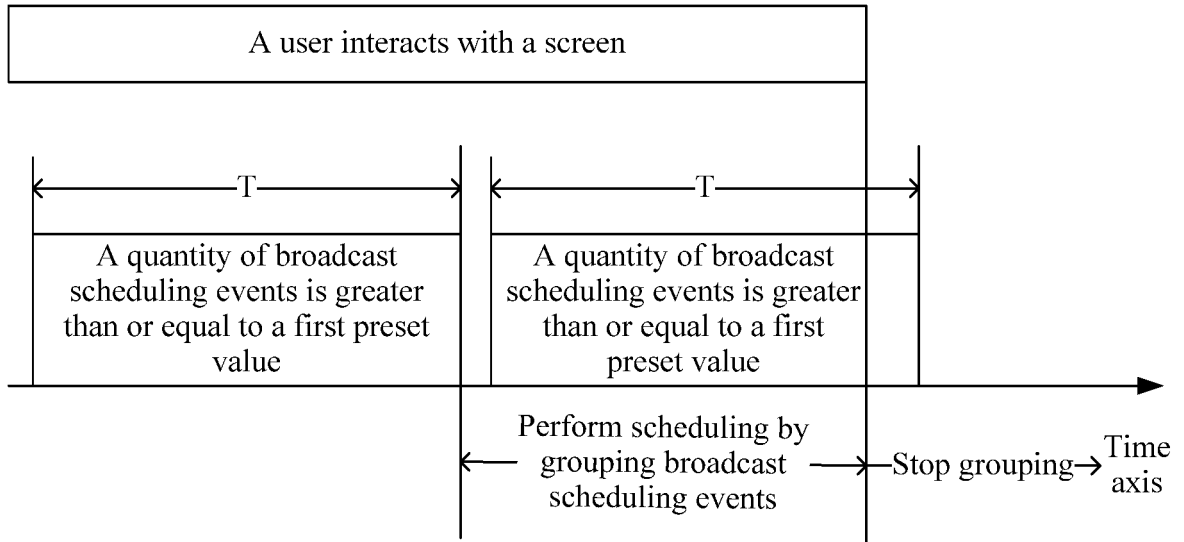 A user interacts with a screen
T
T
A quantity of broadcast
scheduling events is greater
than or equal to a first preset
value
A quantity of broadcast
scheduling events is greater
than or equal to a first
preset value
Perform scheduling by
grouping broadcast
scheduling events
Stop grouping
Time
axis